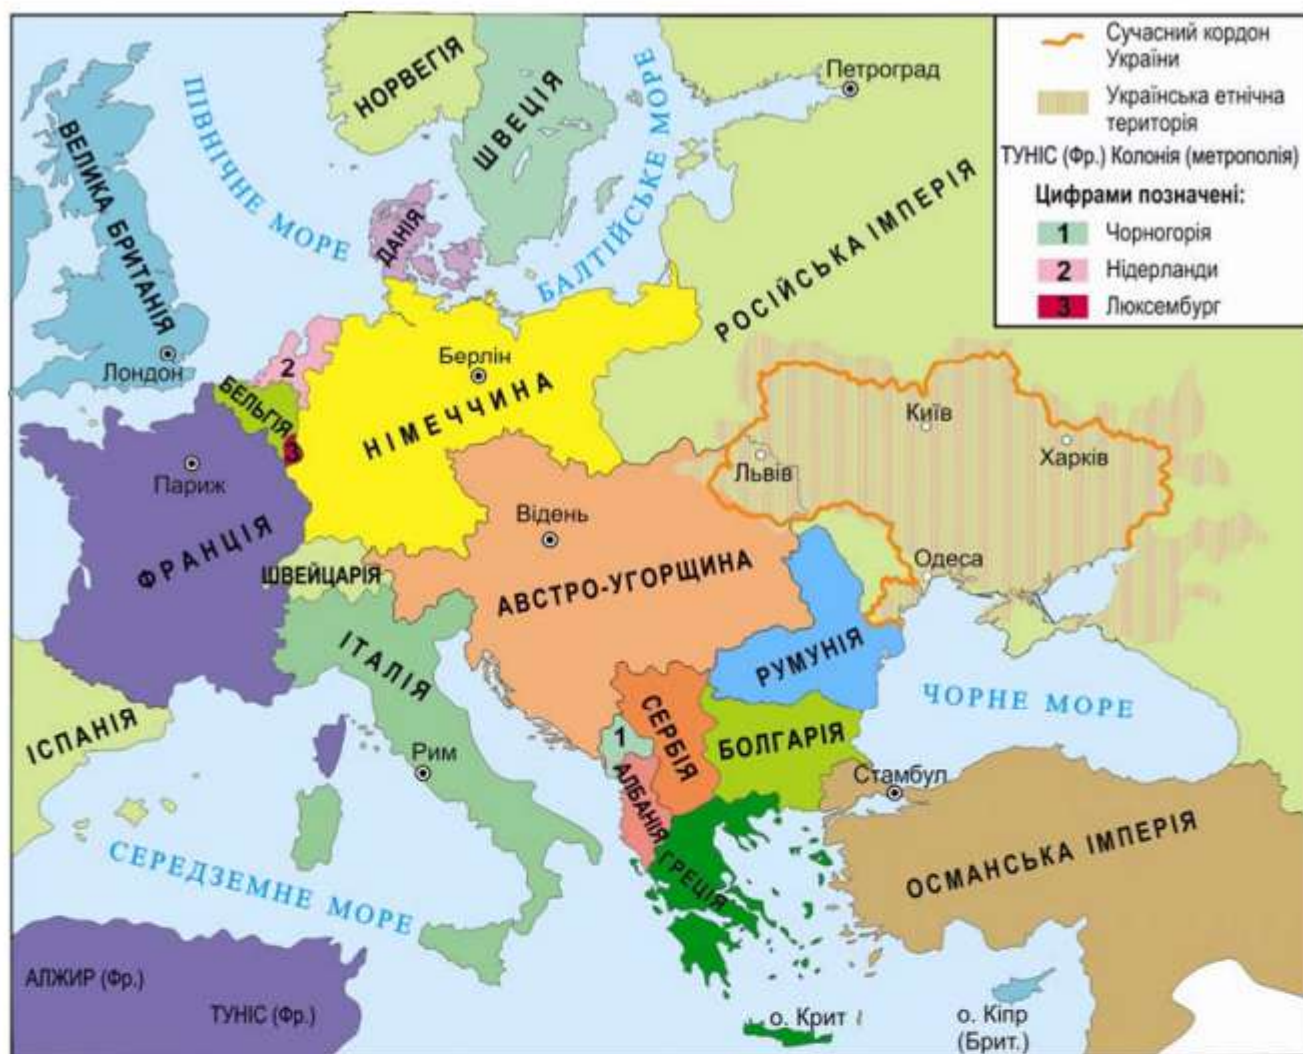 Сучасний кордон
України
Українська етнічна
територія
ТУНІС (Фр.) Колонія (метрополія)
Цифрами позначені:
1 Чорногорія
2 Нідерланди
3 Люксембург
НОРВЕГІЯ
ШВЕЦІЯ
Петроград
ПІВНІЧНЕ МОРЕ
БАЛТІЙСЬКЕ МОРЕ
ВЕЛИКА БРИТАНІЯ
ДАНІЯ
РОСІЙСЬКА ІМПЕРІЯ
Лондон
2
Берлін
БЕЛЬГІЯ
НІМЕЧЧИНА
3
Київ
Харків
Львів
Париж
Відень
ФРАНЦІЯ
ШВЕЙЦАРІЯ
АВСТРО-УГОРЩИНА
Одеса
ІТАЛІЯ
РУМУНІЯ
ЧОРНЕ МОРЕ
ІСПАНІЯ
СЕРБІЯ
1
БОЛГАРІЯ
Рим
АЛБАНІЯ
Стамбул
ОСМАНСЬКА ІМПЕРІЯ
СЕРЕДЗЕМНЕ МОРЕ
ГРЕЦІЯ
АЛЖИР (Фр.)
ТУНІС (Фр.)
о. Крит
о. Кіпр
(Брит.)